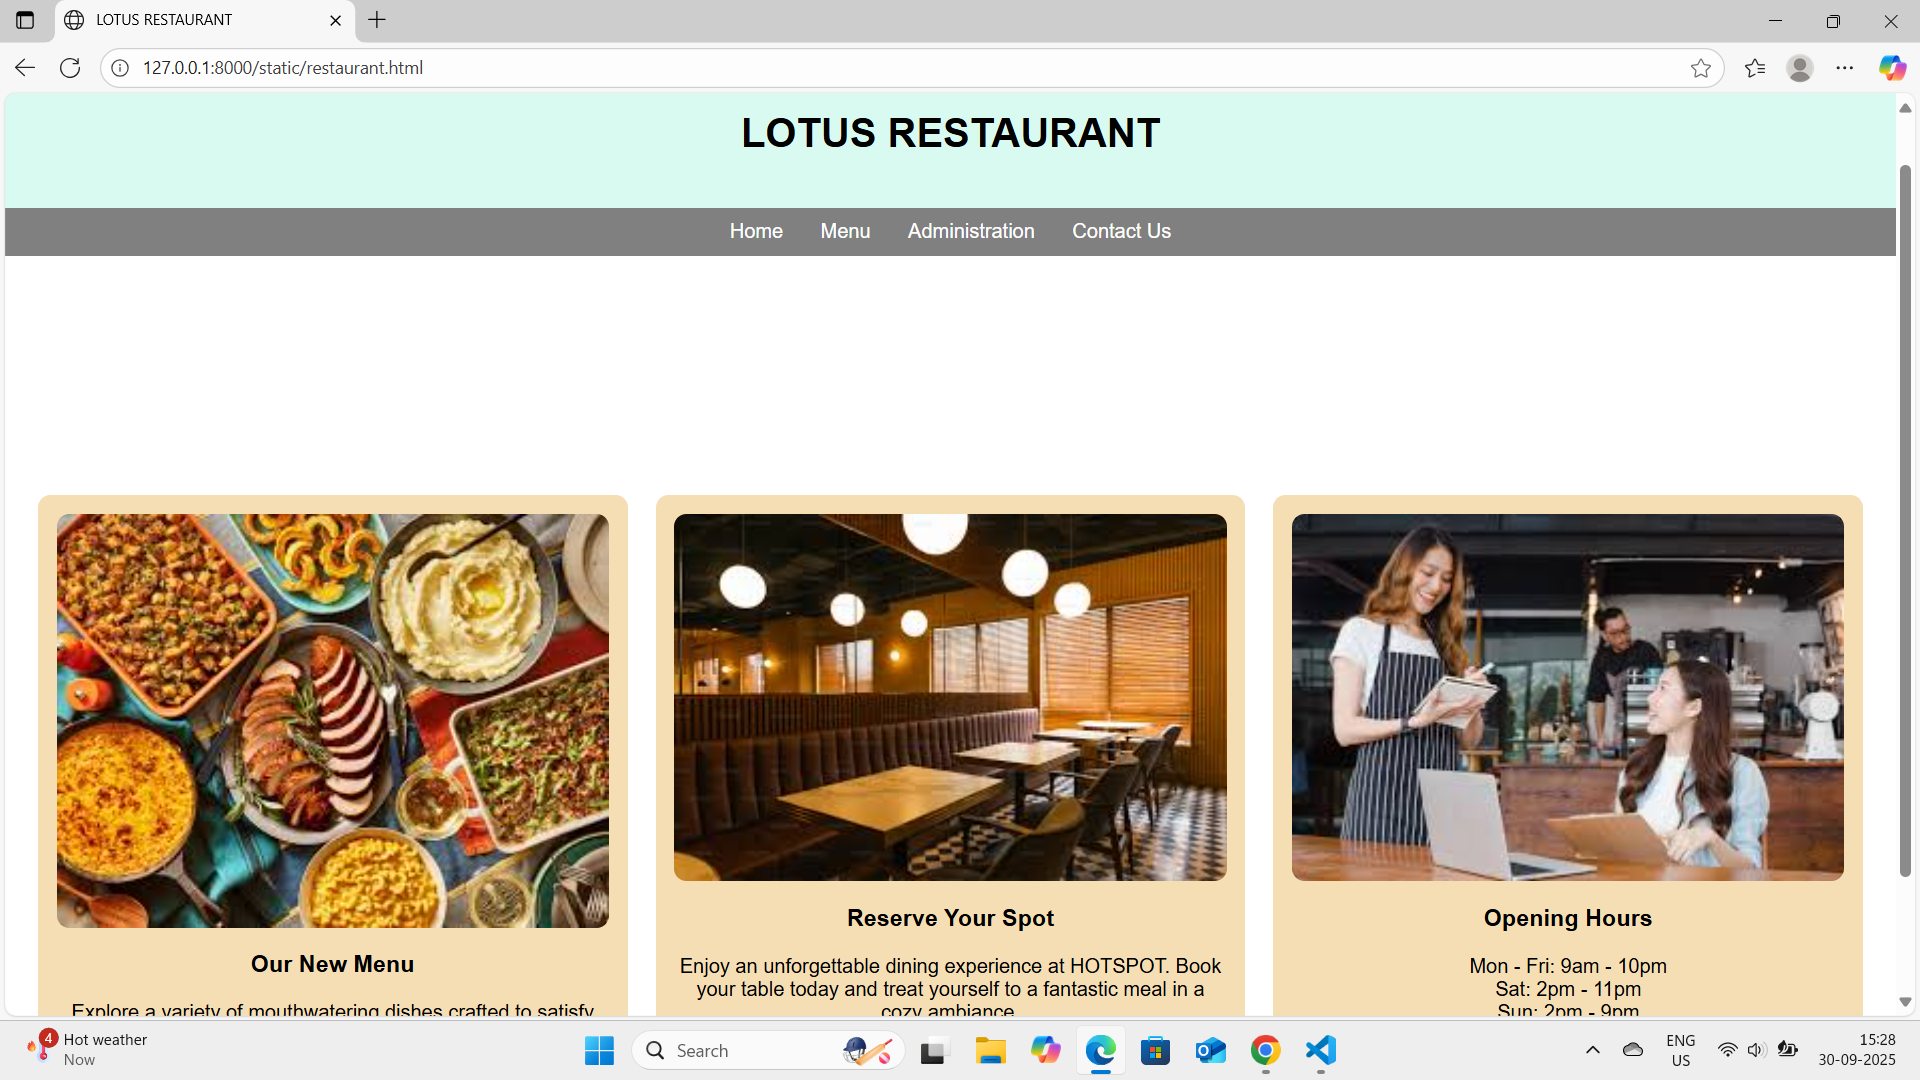 LOTUS RESTAURANT
127.0.0.1:8000/static/restaurant.html
LOTUS RESTAURANT
Home Menu Administration Contact Us
Our New Menu
Explore a variety of mouthwatering dishes crafted to satisfy
Reserve Your Spot
Enjoy an unforgettable dining experience at HOTSPOT. Book
your table today and treat yourself to a fantastic meal in a
cozy ambiance.
Opening Hours
Mon - Fri: 9am - 10pm
Sat: 2pm - 11pm
Sun: 2pm - 9pm
4
Hot weather
Now
Search
ENG
US
15:28
30-09-2025